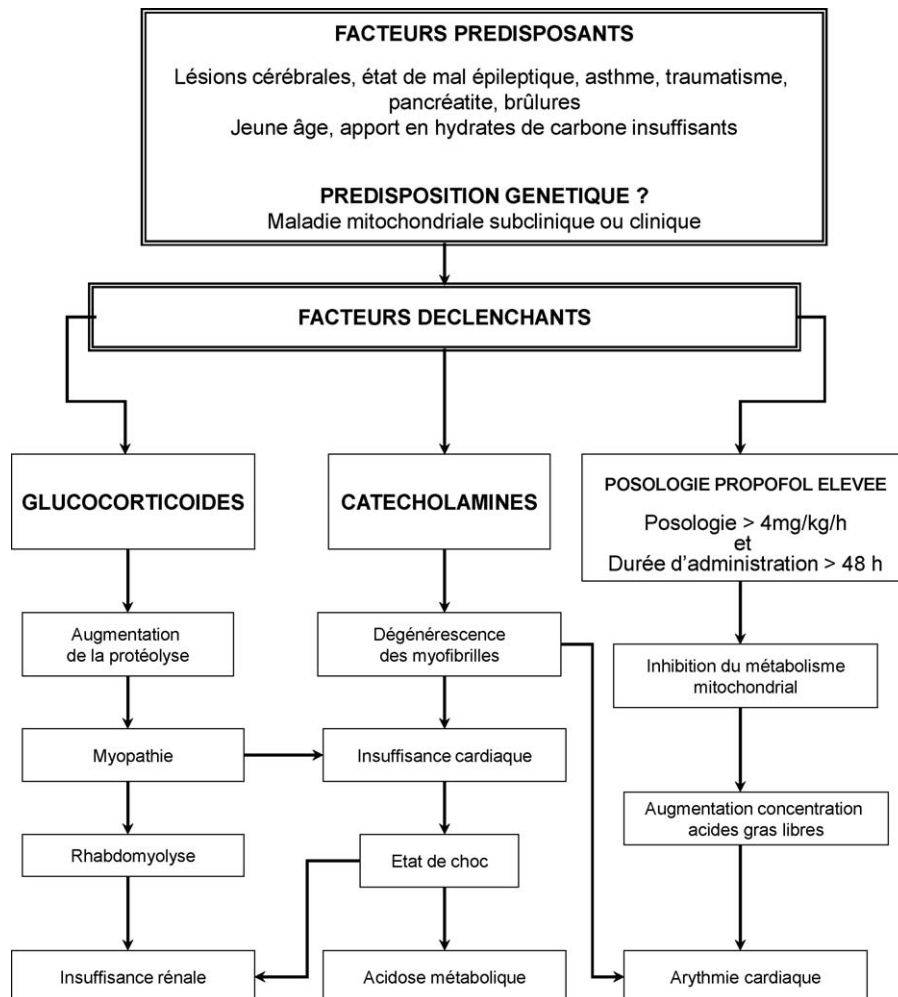 FACTEURS PREDISPOSANTS
Lésions cérébrales, état de mal épileptique, asthme, traumatisme,
pancréatite, brûlures
Jeune âge, apport en hydrates de carbone insuffisants
PREDISPOSITION GENETIQUE ?
Maladie mitochondriale subclinique ou clinique
FACTEURS DECLENCHANTS
GLUCOCORTICOIDES
CATECHOLAMINES
POSOLOGIE PROPOFOL ELEVEE
Posologie > 4mg/kg/h
et
Durée d'administration > 48 h
Augmentation
de la protéolyse
Dégénérescence
des myofibrilles
Inhibition du métabolisme
mitochondrial
Myopathie
Insuffisance cardiaque
Augmentation concentration
acides gras libres
Rhabdomyolyse
Etat de choc
Insuffisance rénale
Acidose métabolique
Arythmie cardiaque